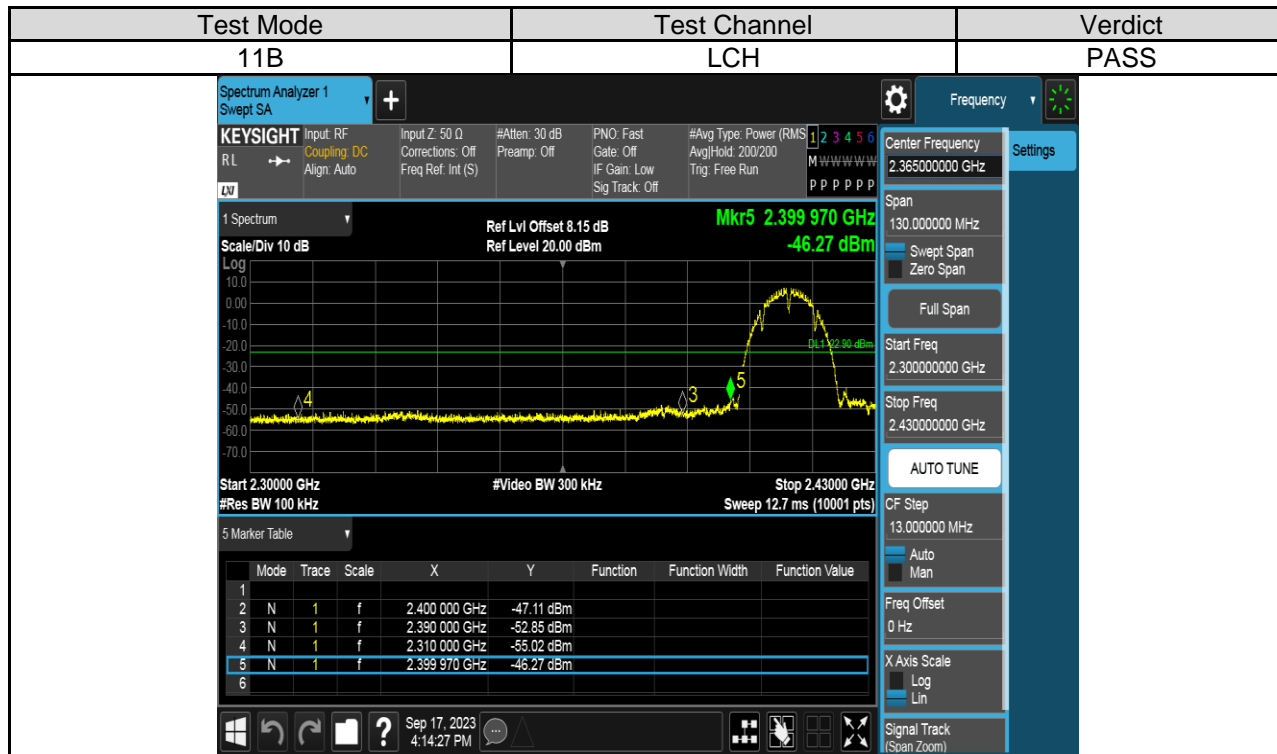 Test Mode Test Channel Verdict
11B LCH PASS
Spectrum Analyzer 1
Swept SA
+
Frequency
KEYSIGHT Input: RF Input Z: 50 Ω #Atten: 30 dB PNO: Fast #Avg Type: Power (RMS 1 2 3 4 5 6
RL Coupling: DC Corrections: Off Preamp: Off Gate: Off Avg|Hold: 200/200 M W W W W W
Align: Auto Freq Ref: Int (S) IF Gain: Low Trig: Free Run
LXI Sig Track: Off P P P P P P
Center Frequency
2.365000000 GHz
Settings
Span
130.000000 MHz
Swept Span
Zero Span
Full Span
Start Freq
2.300000000 GHz
Stop Freq
2.430000000 GHz
AUTO TUNE
CF Step
13.000000 MHz
Auto
Man
Freq Offset
0 Hz
X Axis Scale
Log
Lin
Signal Track
(Span Zoom)
1 Spectrum Ref Lvl Offset 8.15 dB Mkr5 2.399 970 GHz
Scale/Div 10 dB Ref Level 20.00 dBm -46.27 dBm
Log
10.0
0.00
-10.0
-20.0 DL1 -22.90 dBm
-30.0
-40.0
-50.0
-60.0
-70.0
4
3
5
Start 2.30000 GHz #Video BW 300 kHz Stop 2.43000 GHz
#Res BW 100 kHz Sweep 12.7 ms (10001 pts)
5 Marker Table
Mode Trace Scale X Y Function Function Width Function Value
1
2 N 1 f 2.400 000 GHz -47.11 dBm
3 N 1 f 2.390 000 GHz -52.85 dBm
4 N 1 f 2.310 000 GHz -55.02 dBm
5 N 1 f 2.399 970 GHz -46.27 dBm
6
? Sep 17, 2023
4:14:27 PM